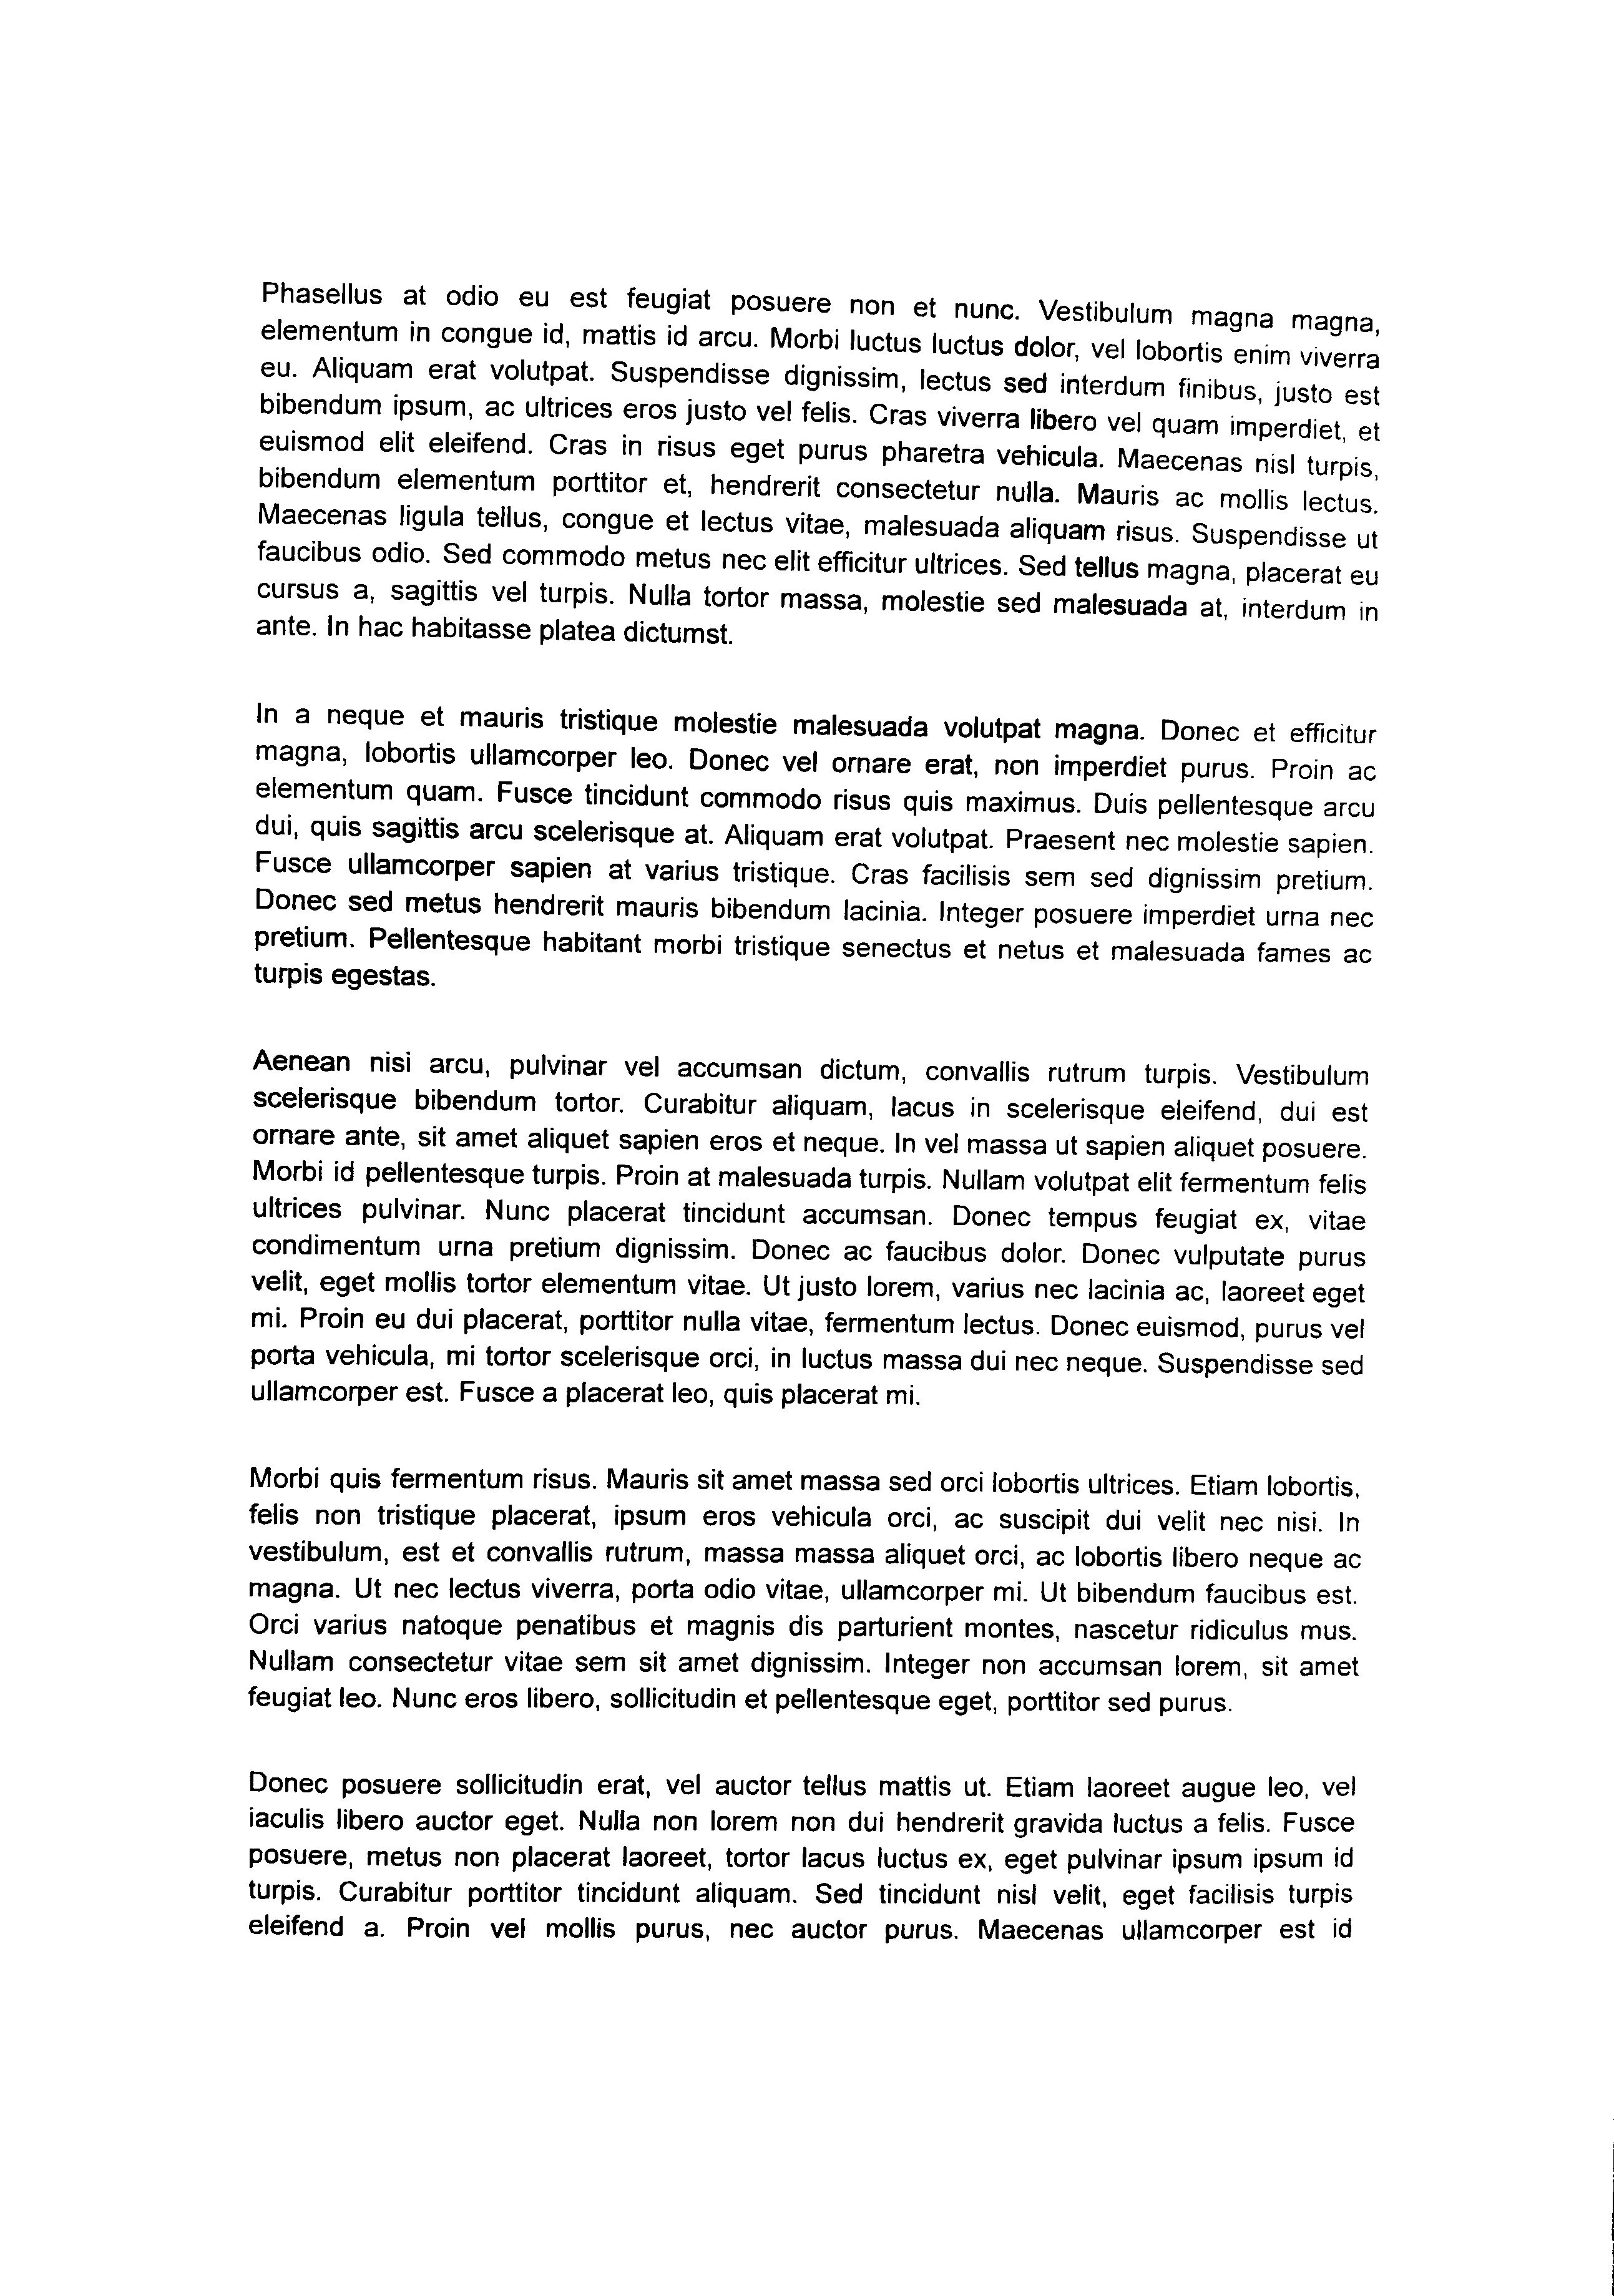 Phasellus at odio eu est feugiat posuere non et nunc. Vestibulum magna magna,
elementum in congue id, mattis id arcu. Morbi luctus luctus dolor, vel lobortis enim viverra
eu. Aliquam erat volutpat. Suspendisse dignissim, lectus sed interdum finibus, justo est
bibendum ipsum, ac ultrices eros justo vel felis. Cras viverra libero vel quam imperdiet, et
euismod elit eleifend. Cras in risus eget purus pharetra vehicula. Maecenas nisl turpis,
bibendum elementum porttitor et, hendrerit consectetur nulla. Mauris ac mollis lectus.
Maecenas ligula tellus, congue et lectus vitae, malesuada aliquam risus. Suspendisse ut
faucibus odio. Sed commodo metus nec elit efficitur ultrices. Sed tellus magna, placerat eu
cursus a, sagittis vel turpis. Nulla tortor massa, molestie sed malesuada at, interdum in
ante. In hac habitasse platea dictumst.

In a neque et mauris tristique molestie malesuada volutpat magna. Donec et efficitur
magna, lobortis ullamcorper leo. Donec vel ornare erat, non imperdiet purus. Proin ac
elementum quam. Fusce tincidunt commodo risus quis maximus. Duis pellentesque arcu
dui, quis sagittis arcu scelerisque at. Aliquam erat volutpat. Praesent nec molestie sapien.
Fusce ullamcorper sapien at varius tristique. Cras facilisis sem sed dignissim pretium.
Donec sed metus hendrerit mauris bibendum lacinia. Integer posuere imperdiet urna nec
pretium. Pellentesque habitant morbi tristique senectus et netus et malesuada fames ac
turpis egestas.

Aenean nisi arcu, pulvinar vel accumsan dictum, convallis rutrum turpis. Vestibulum
scelerisque bibendum tortor. Curabitur aliquam, lacus in scelerisque eleifend, dui est
ornare ante, sit amet aliquet sapien eros et neque. In vel massa ut sapien aliquet posuere.
Morbi id pellentesque turpis. Proin at malesuada turpis. Nullam volutpat elit fermentum felis
ultrices pulvinar. Nunc placerat tincidunt accumsan. Donec tempus feugiat ex, vitae
condimentum urna pretium dignissim. Donec ac faucibus dolor. Donec vulputate purus
velit, eget mollis tortor elementum vitae. Ut justo lorem, varius nec lacinia ac, laoreet eget
mi. Proin eu dui placerat, porttitor nulla vitae, fermentum lectus. Donec euismod, purus vel
porta vehicula, mi tortor scelerisque orci, in luctus massa dui nec neque. Suspendisse sed
ullamcorper est. Fusce a placerat leo, quis placerat mi.

Morbi quis fermentum risus. Mauris sit amet massa sed orci lobortis ultrices. Etiam lobortis,
felis non tristique placerat, ipsum eros vehicula orci, ac suscipit dui velit nec nisi. In
vestibulum, est et convallis rutrum, massa massa aliquet orci, ac lobortis libero neque ac
magna. Ut nec lectus viverra, porta odio vitae, ullamcorper mi. Ut bibendum faucibus est.
Orci varius natoque penatibus et magnis dis parturient montes, nascetur ridiculus mus.
Nullam consectetur vitae sem sit amet dignissim. Integer non accumsan lorem, sit amet
feugiat leo. Nunc eros libero, sollicitudin et pellentesque eget, porttitor sed purus.

Donec posuere sollicitudin erat, vel auctor tellus mattis ut. Etiam laoreet augue leo, vel
iaculis libero auctor eget. Nulla non lorem non dui hendrerit gravida luctus a felis. Fusce
posuere, metus non placerat laoreet, tortor lacus luctus ex, eget pulvinar ipsum ipsum id
turpis. Curabitur porttitor tincidunt aliquam. Sed tincidunt nisl velit, eget facilisis turpis
eleifend a. Proin vel mollis purus, nec auctor purus. Maecenas ullamcorper est id